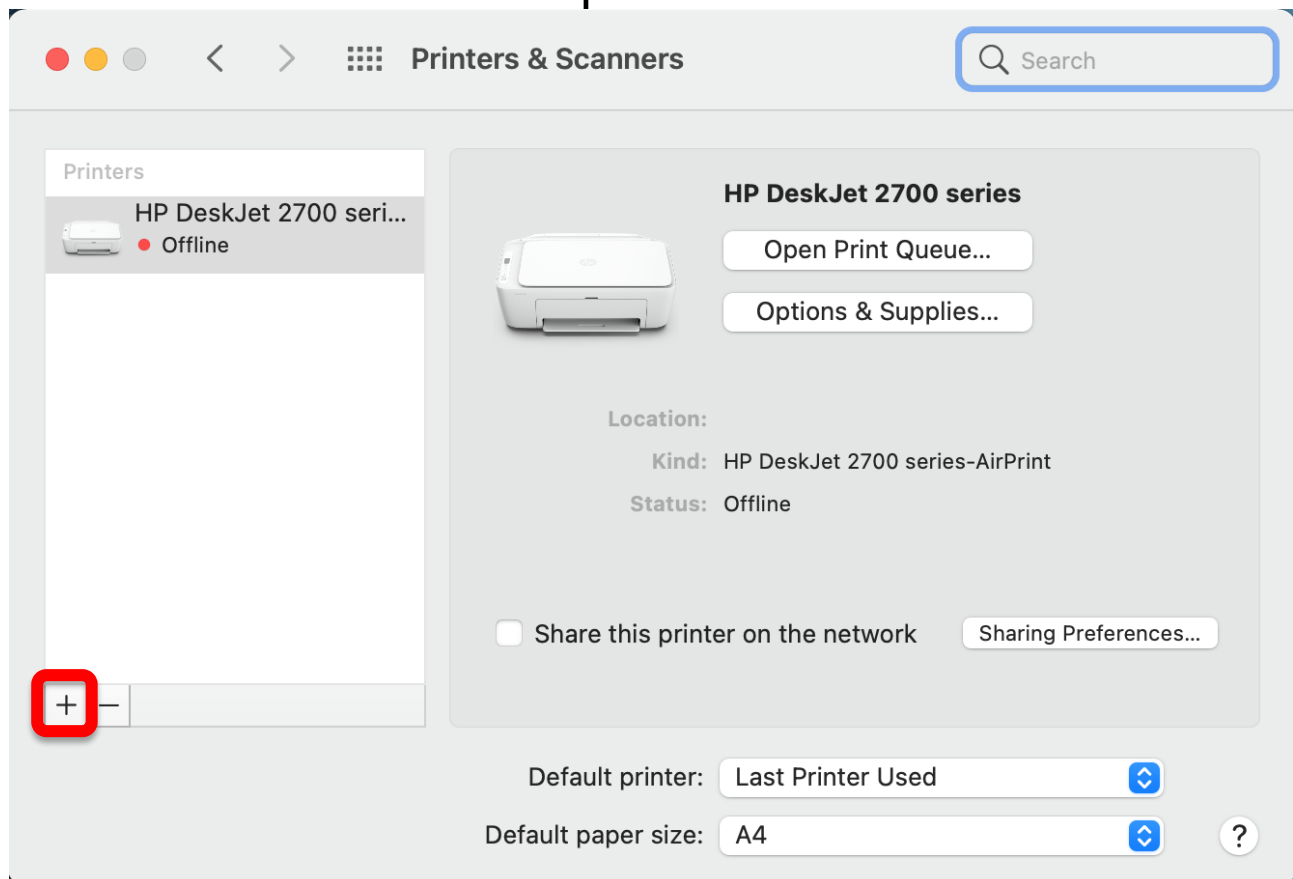 Printers & Scanners
Search
Printers
HP DeskJet 2700 seri...
Offline
HP DeskJet 2700 series
Open Print Queue...
Options & Supplies...
Location:
Kind: HP DeskJet 2700 series-AirPrint
Status: Offline
Share this printer on the network
Sharing Preferences...
+ −
Default printer: Last Printer Used
Default paper size: A4
?